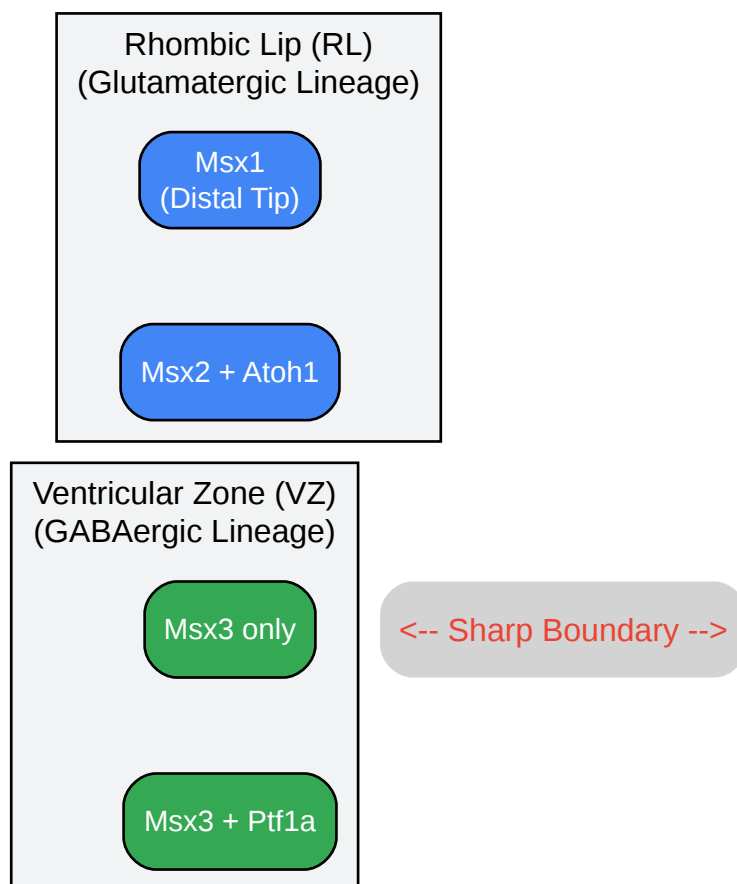 Rhombic Lip (RL)
(Glutamatergic Lineage)
Msx1
(Distal Tip)
Msx2 + Atoh1
Ventricular Zone (VZ)
(GABAergic Lineage)
Msx3 only
<-- Sharp Boundary -->
Msx3 + Ptf1a